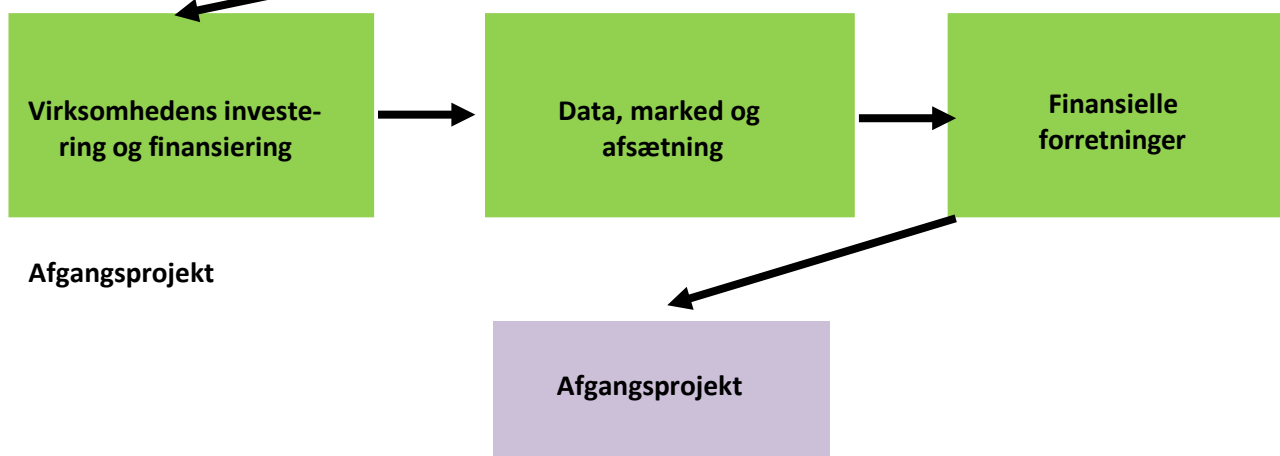 Virksomhedens investe-
ring og finansiering
Data, marked og
afsætning
Finansielle
forretninger
Afgangsprojekt
Afgangsprojekt